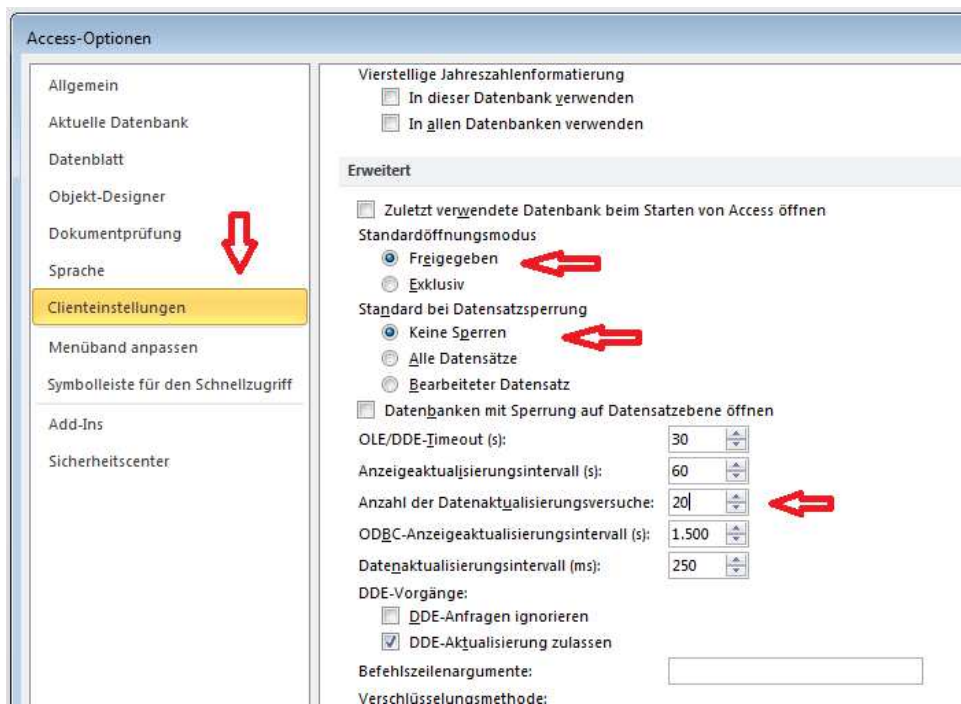 Access-Optionen
Allgemein
Aktuelle Datenbank
Datenblatt
Objekt-Designer
Dokumentprüfung
Sprache
Clienteinstellungen
Menüband anpassen
Symbolleiste für den Schnellzugriff
Add-Ins
Sicherheitscenter
Vierstellige Jahreszahlenformatierung
In dieser Datenbank verwenden
In allen Datenbanken verwenden
Erweitert
Zuletzt verwendete Datenbank beim Starten von Access öffnen
Standardöffnungsmodus
Freigegeben
Exklusiv
Standard bei Datensatzsperrung
Keine Sperren
Alle Datensätze
Bearbeiteter Datensatz
Datenbanken mit Sperrung auf Datensatzebene öffnen
OLE/DDE-Timeout (s): 30
Anzeigeaktualisierungsintervall (s): 60
Anzahl der Datenaktualisierungsversuche: 20
ODBC-Anzeigeaktualisierungsintervall (s): 1.500
Datenaktualisierungsintervall (ms): 250
DDE-Vorgänge:
DDE-Anfragen ignorieren
DDE-Aktualisierung zulassen
Befehlszeilenargumente:
Verschlüsselungsmethode: